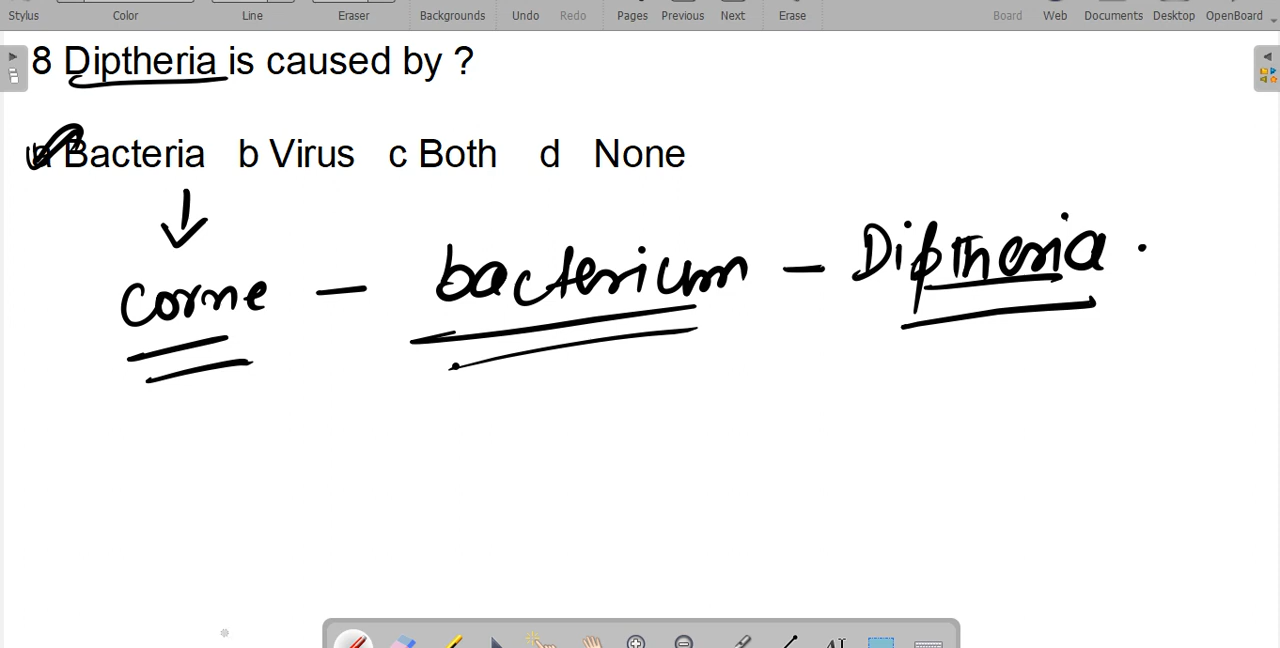 Stylus Color Line Eraser Backgrounds Undo Redo Pages Previous Next Erase Board Web Documents Desktop OpenBoard
8 Diptheria is caused by ?
a Bacteria b Virus c Both d None
corne - bacterium - Diptheria .